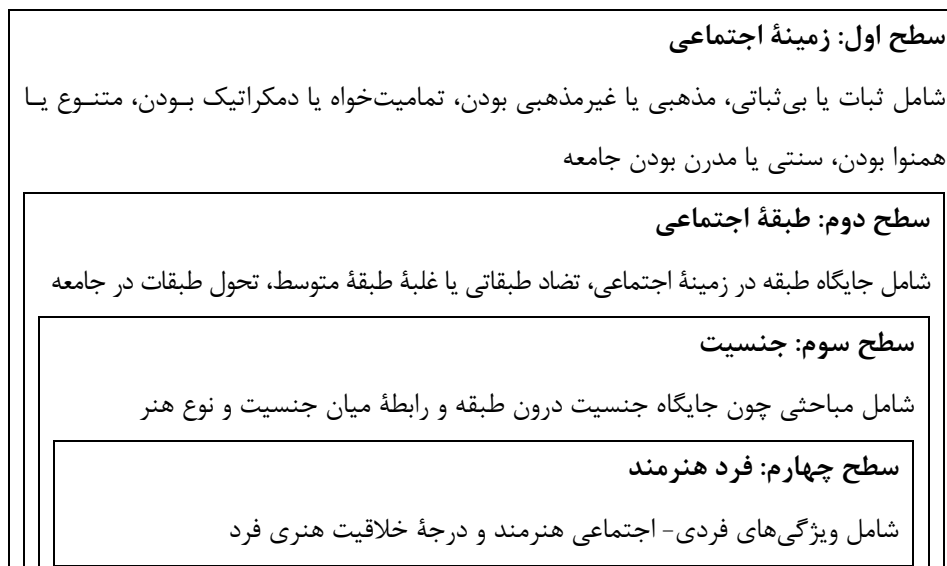 سطح اول: زمینهٔ اجتماعی
شامل ثبات یا بی‌ثباتی، مذهبی یا غیرمذهبی بودن، تمامیت‌خواه یا دمکراتیک بودن، متنوع یا
همنوا بودن، سنتی یا مدرن بودن جامعه
سطح دوم: طبقهٔ اجتماعی
شامل جایگاه طبقه در زمینهٔ اجتماعی، تضاد طبقاتی یا غلبهٔ طبقهٔ متوسط، تحول طبقات در جامعه
سطح سوم: جنسیت
شامل مباحثی چون جایگاه جنسیت درون طبقه و رابطهٔ میان جنسیت و نوع هنر
سطح چهارم: فرد هنرمند
شامل ویژگی‌های فردی- اجتماعی هنرمند و درجهٔ خلاقیت هنری فرد